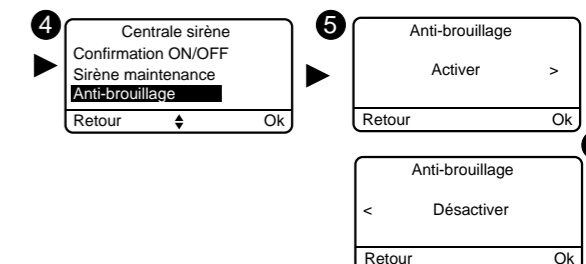 4
Centrale sirène
Confirmation ON/OFF
Sirène maintenance
Anti-brouillage
Retour Ok
5
Anti-brouillage
Activer >
Retour Ok
Anti-brouillage
< Désactiver
Retour Ok